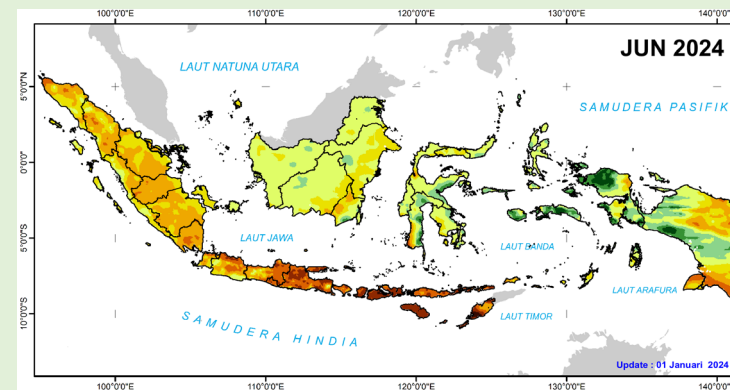 100°0'0"E 110°0'0"E 120°0'0"E 130°0'0"E 140°0'0"
JUN 2024
LAUT NATUNA UTARA
5°0'0"N
SAMUDERA PASIFIK
0°0'0"
LAUT JAWA
LAUT BANDA
5°0'0"S
LAUT ARAFURA
10°0'0"S
SAMUDERA HINDIA
LAUT TIMOR
Update : 01 Januari 2024
100°0'0"E 110°0'0"E 120°0'0"E 130°0'0"E 140°0'0"